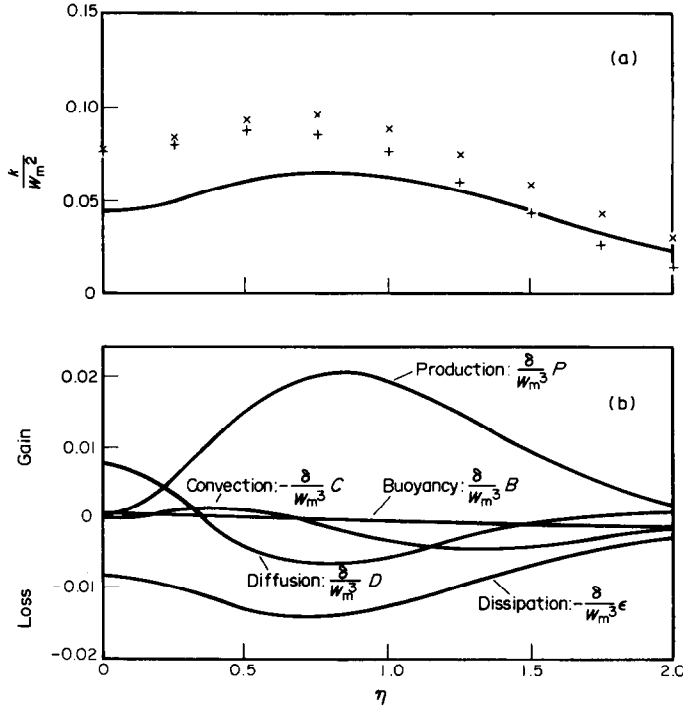 0.15
(a)
0.10
k
W_m^2
0.05
0
0.02
Production: δ/W_m^3 P
(b)
Gain
0.01
Convection: -δ/W_m^3 C
Buoyancy: δ/W_m^3 B
0
Diffusion: δ/W_m^3 D
Loss
-0.01
Dissipation: -δ/W_m^3 ϵ
-0.02
0 0.5 1.0 1.5 2.0
η